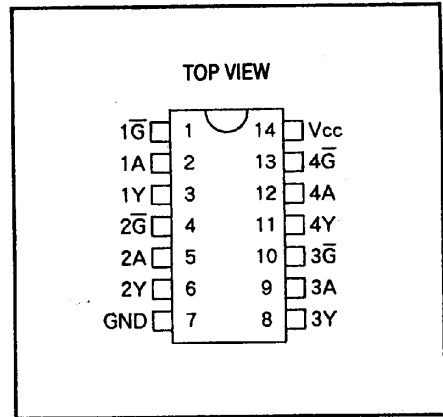 TOP VIEW
1G̅ 1 14 Vcc
1A 2 13 4G̅
1Y 3 12 4A
2G̅ 4 11 4Y
2A 5 10 3G̅
2Y 6 9 3A
GND 7 8 3Y